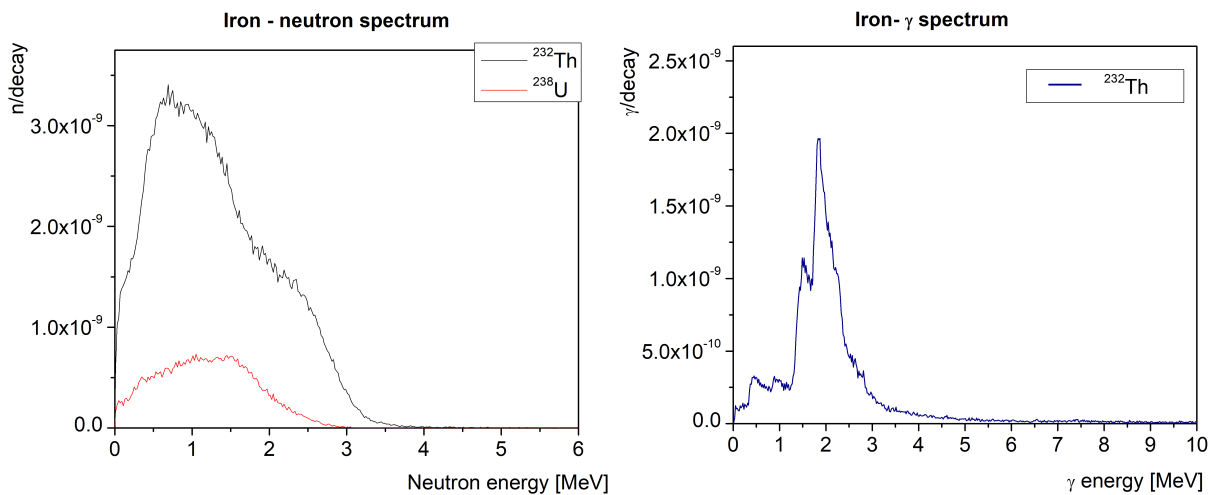 Iron - neutron spectrum
n/decay
3.0x10⁻⁹
2.0x10⁻⁹
1.0x10⁻⁹
0.0
0 1 2 3 4 5 6
Neutron energy [MeV]
²³²Th
²³⁸U
Iron- γ spectrum
γ/decay
2.5x10⁻⁹
2.0x10⁻⁹
1.5x10⁻⁹
1.0x10⁻⁹
5.0x10⁻¹⁰
0.0
0 1 2 3 4 5 6 7 8 9 10
γ energy [MeV]
²³²Th